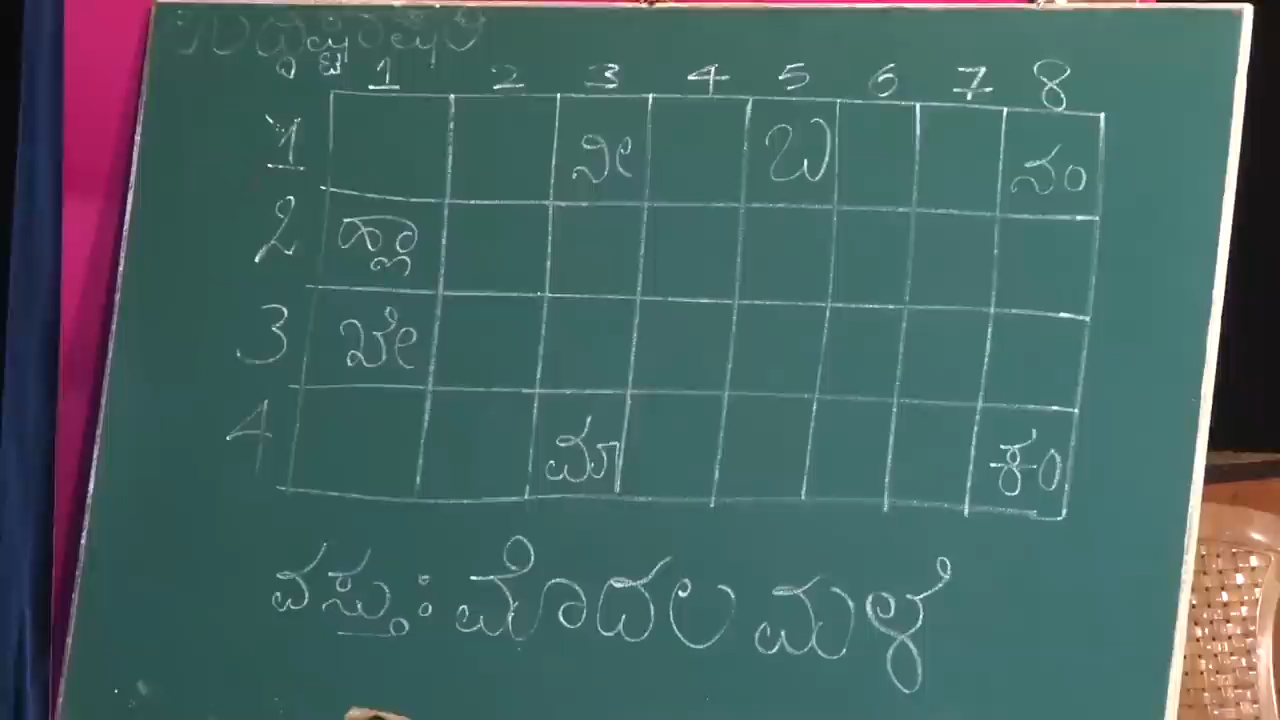 1 2 3 4 5 6 7 8
1 ನೀ ಬ ನಂ
2
3 ಖೇ
4 ಮಾ ಕಂ
ವಸ್ತು: ಮೊದಲ ಮಳೆ